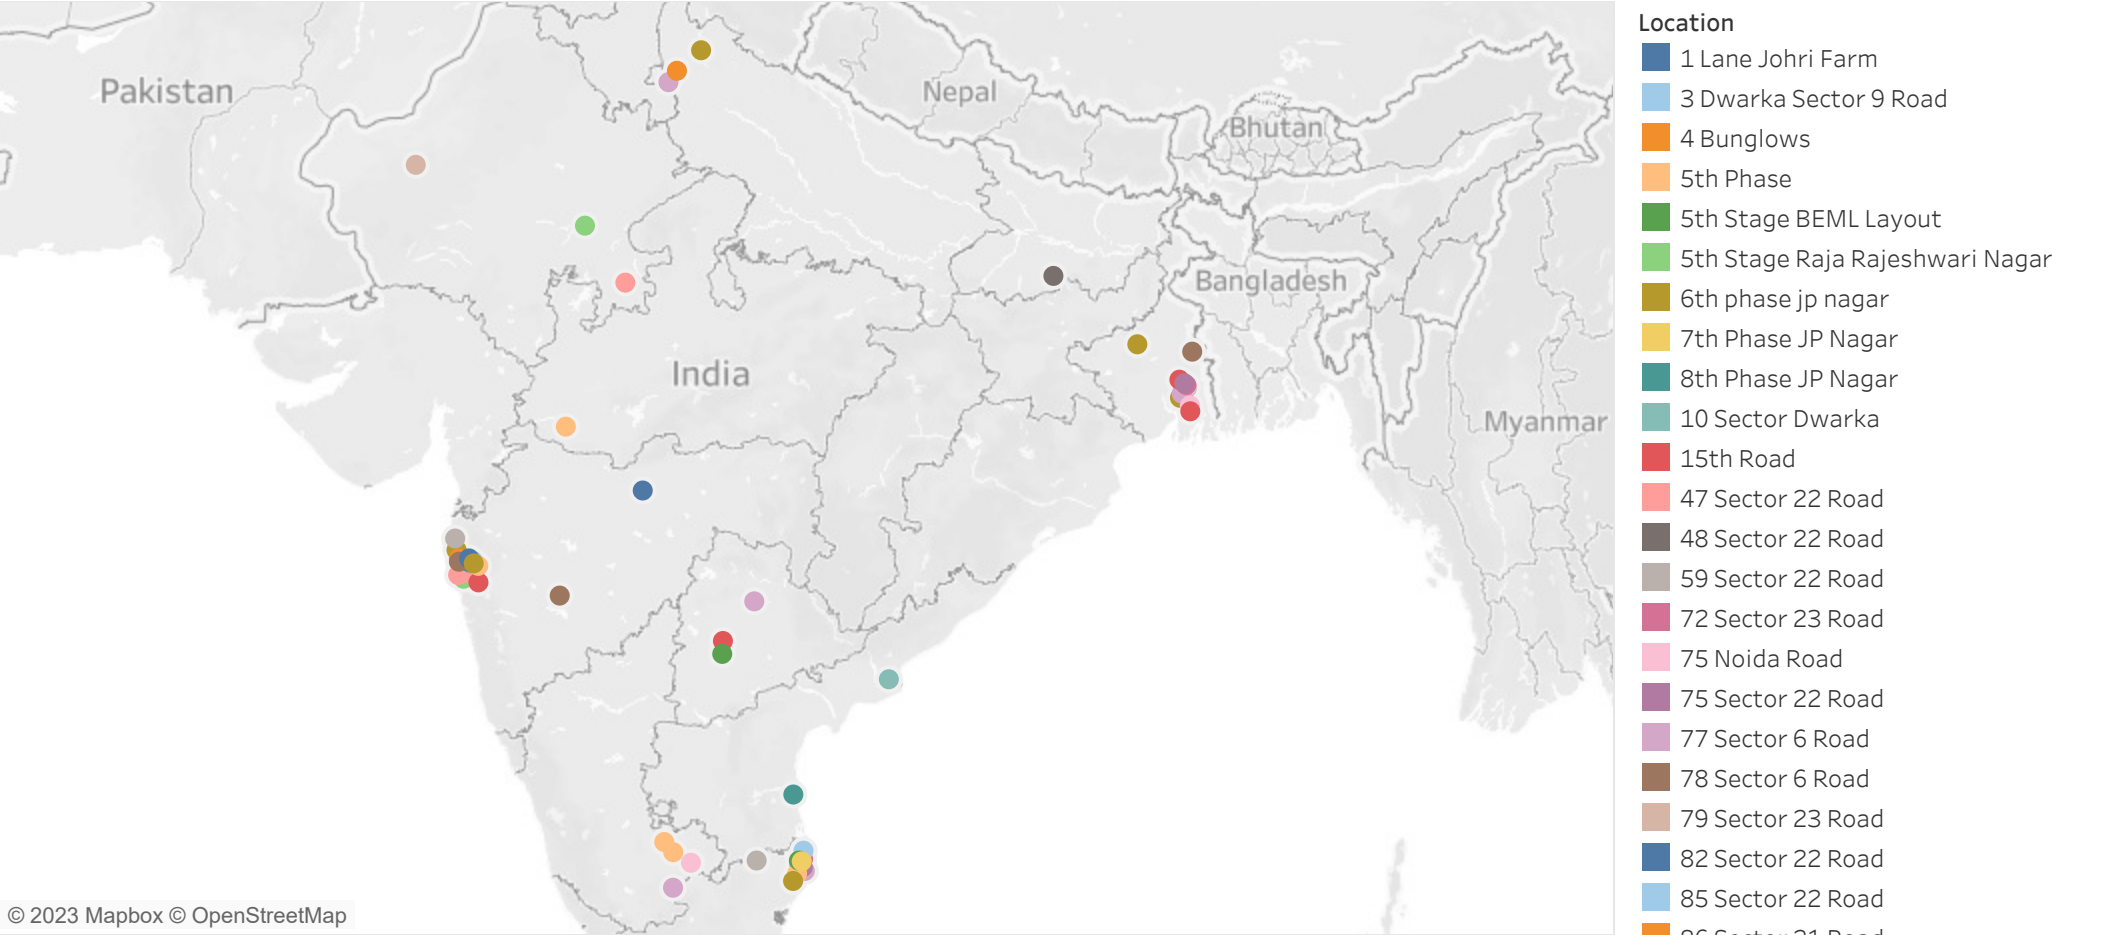 Pakistan
Nepal
Bhutan
Bangladesh
India
Myanmar
© 2023 Mapbox © OpenStreetMap
Location
1 Lane Johri Farm
3 Dwarka Sector 9 Road
4 Bunglows
5th Phase
5th Stage BEML Layout
5th Stage Raja Rajeshwari Nagar
6th phase jp nagar
7th Phase JP Nagar
8th Phase JP Nagar
10 Sector Dwarka
15th Road
47 Sector 22 Road
48 Sector 22 Road
59 Sector 22 Road
72 Sector 23 Road
75 Noida Road
75 Sector 22 Road
77 Sector 6 Road
78 Sector 6 Road
79 Sector 23 Road
82 Sector 22 Road
85 Sector 22 Road
86 Sector 21 Road